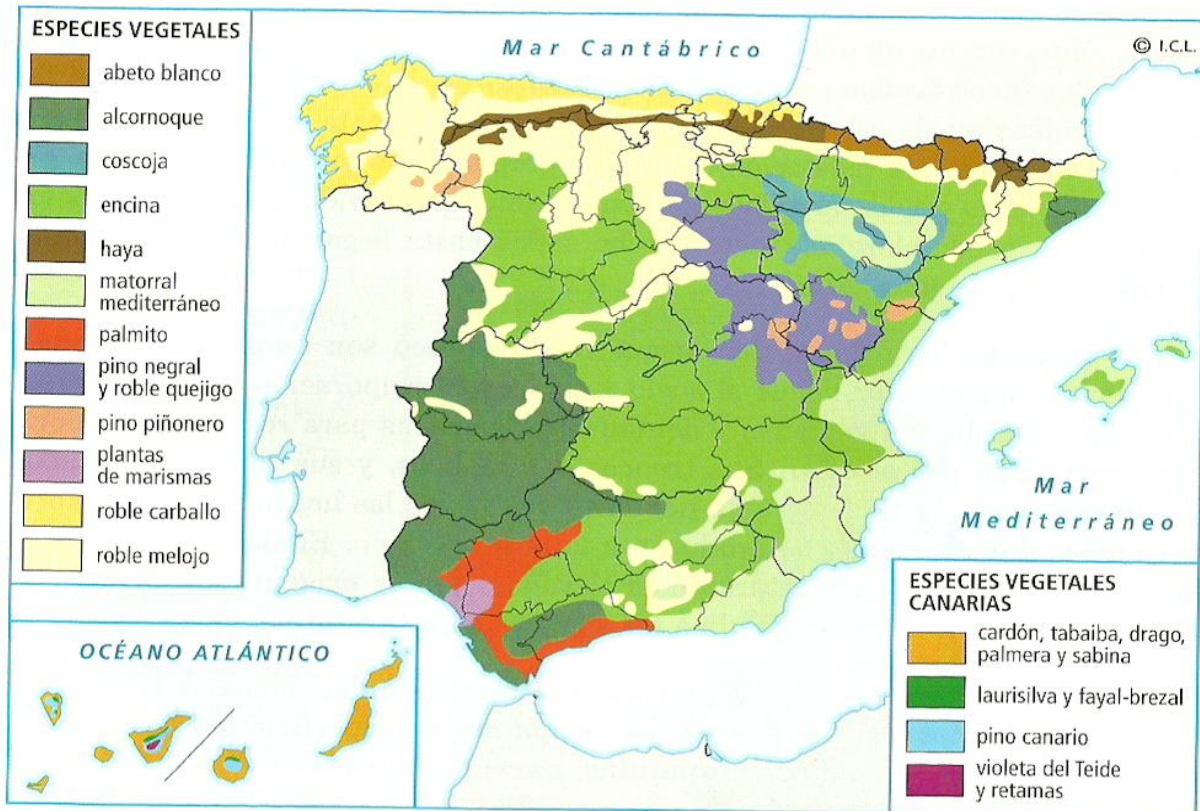 ESPECIES VEGETALES
abeto blanco
alcornoque
coscoja
encina
haya
matorral
mediterráneo
palmito
pino negral
y roble quejigo
pino piñonero
plantas
de marismas
roble carballo
roble melojo
Mar Cantábrico
© I.C.L.
Mar
Mediterráneo
OCÉANO ATLÁNTICO
ESPECIES VEGETALES
CANARIAS
cardón, tabaiba, drago,
palmera y sabina
laurisilva y fayal-brezal
pino canario
violeta del Teide
y retamas